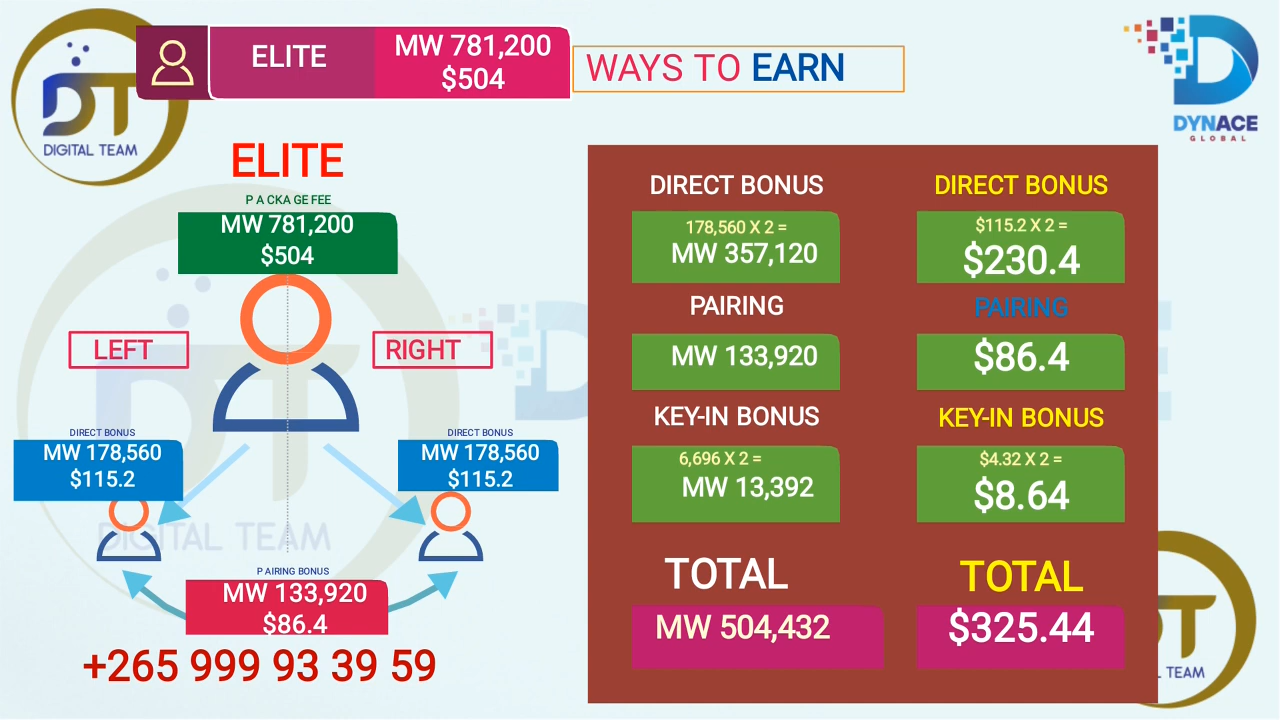 ELITE
MW 781,200
$504
WAYS TO EARN
DT
DIGITAL TEAM
D
DYNACE
GLOBAL
ELITE
P A CKA GE FEE
MW 781,200
$504
LEFT
RIGHT
DIRECT BONUS
MW 178,560
$115.2
DIRECT BONUS
MW 178,560
$115.2
DIGITAL TEAM
P AIRING BONUS
MW 133,920
$86.4
+265 999 93 39 59
DIRECT BONUS
178,560 X 2 =
MW 357,120
PAIRING
MW 133,920
KEY-IN BONUS
6,696 X 2 =
MW 13,392
TOTAL
MW 504,432
DIRECT BONUS
$115.2 X 2 =
$230.4
PAIRING
$86.4
KEY-IN BONUS
$4.32 X 2 =
$8.64
TOTAL
$325.44
T
TEAM